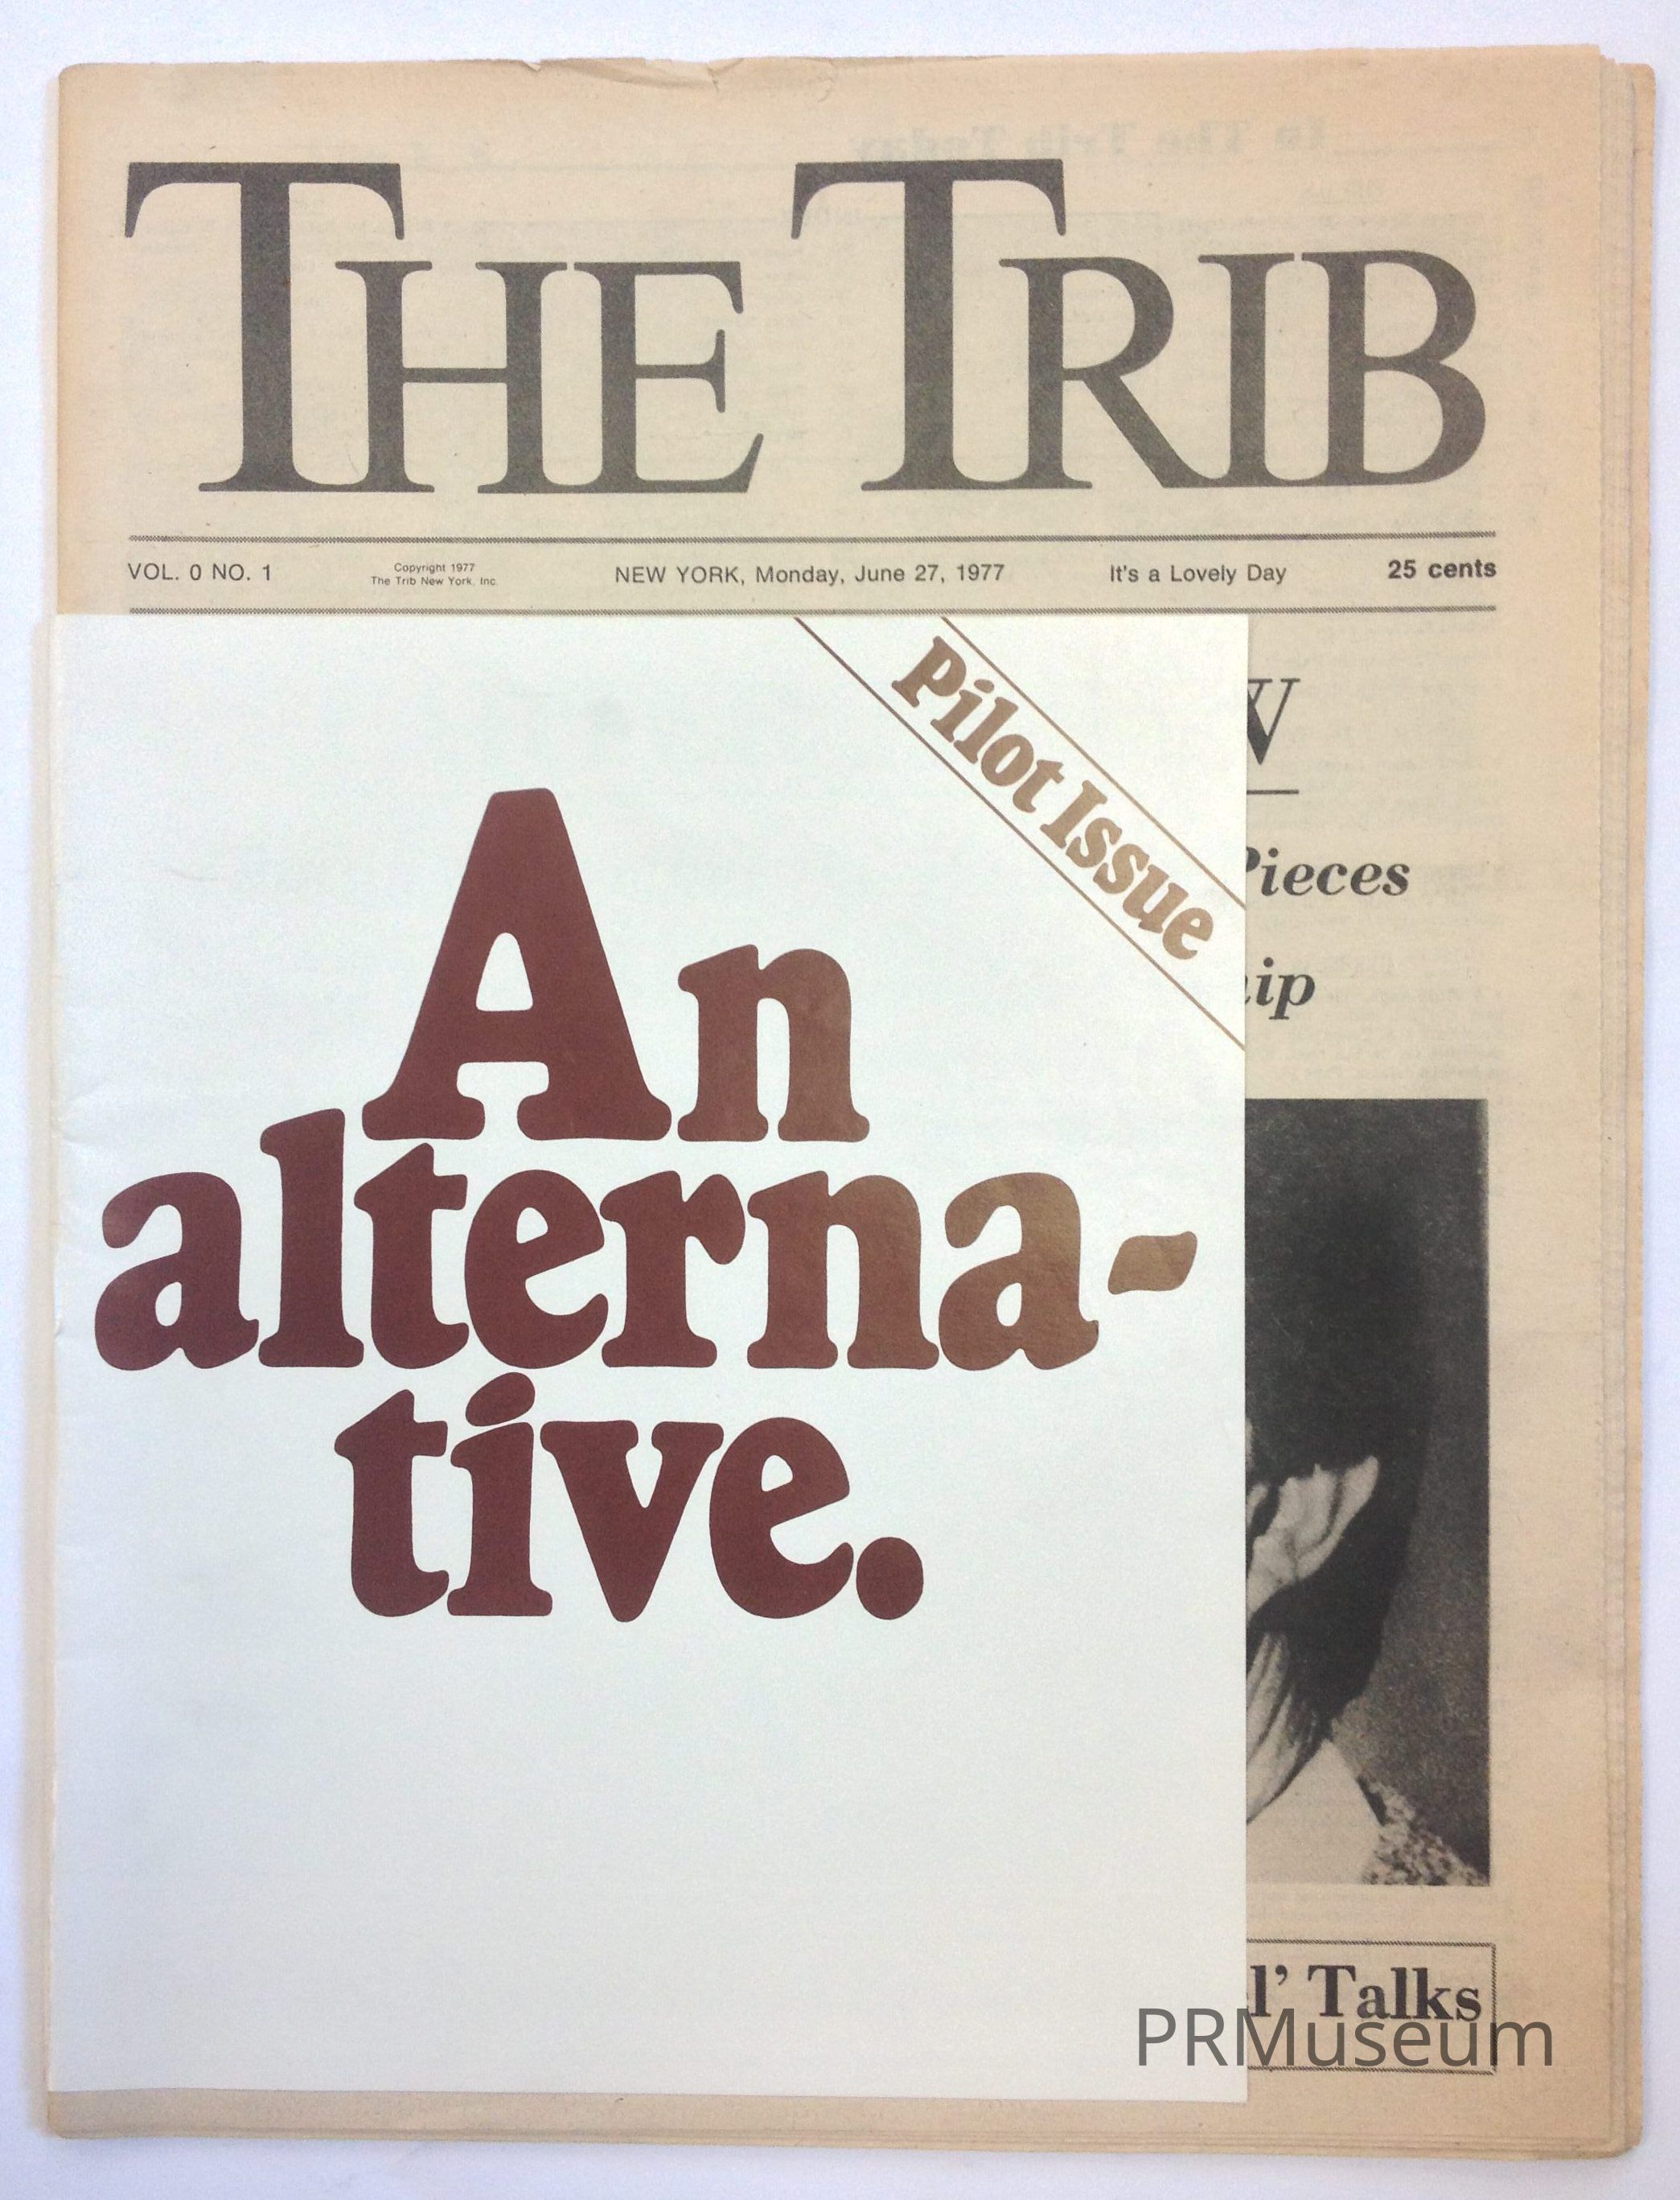 THE TRIB
VOL. 0 NO. 1
Copyright 1977
The Trib New York, Inc.
NEW YORK, Monday, June 27, 1977
It's a Lovely Day
25 cents
Pilot Issue
An
alterna-
tive.
Pieces
l' Talks
PRMuseum